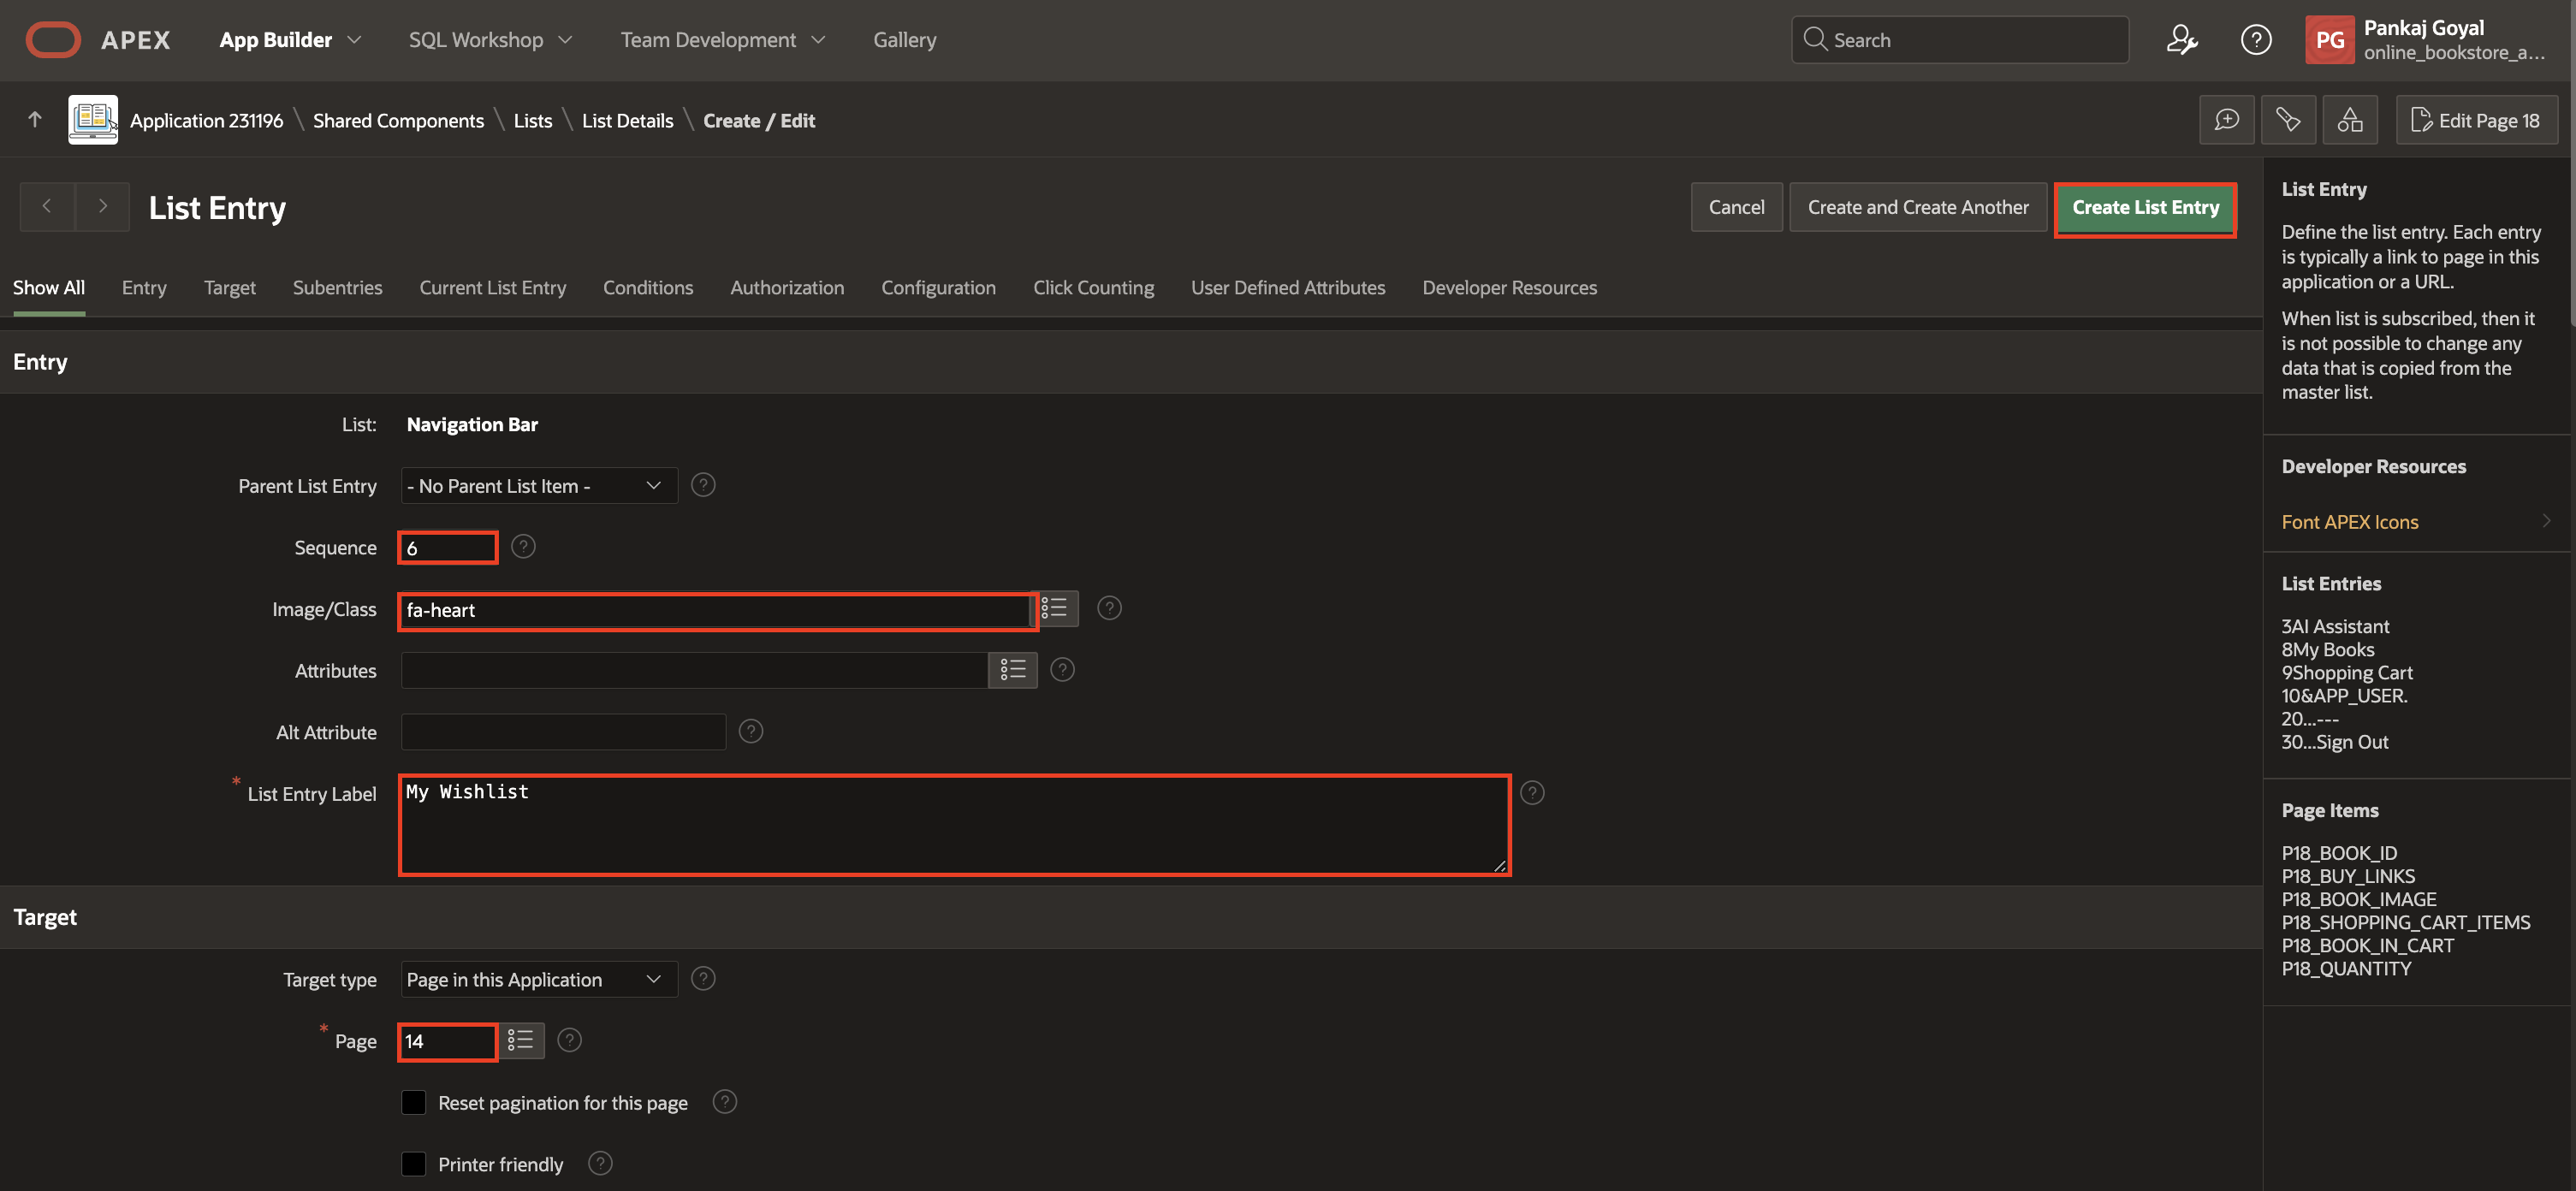 APEX App Builder SQL Workshop Team Development Gallery Search Pankaj Goyal
online_bookstore_a...
PG
Application 231196 \ Shared Components \ Lists \ List Details \ Create / Edit Edit Page 18
List Entry Cancel Create and Create Another Create List Entry
Show All Entry Target Subentries Current List Entry Conditions Authorization Configuration Click Counting User Defined Attributes Developer Resources
Entry
List: Navigation Bar
Parent List Entry - No Parent List Item -
Sequence 6
Image/Class fa-heart
Attributes
Alt Attribute
* List Entry Label My Wishlist
Target
Target type Page in this Application
* Page 14
Reset pagination for this page
Printer friendly
List Entry
Define the list entry. Each entry
is typically a link to page in this
application or a URL.
When list is subscribed, then it
is not possible to change any
data that is copied from the
master list.
Developer Resources
Font APEX Icons
List Entries
3AI Assistant
8My Books
9Shopping Cart
10&APP_USER.
20...---
30...Sign Out
Page Items
P18_BOOK_ID
P18_BUY_LINKS
P18_BOOK_IMAGE
P18_SHOPPING_CART_ITEMS
P18_BOOK_IN_CART
P18_QUANTITY